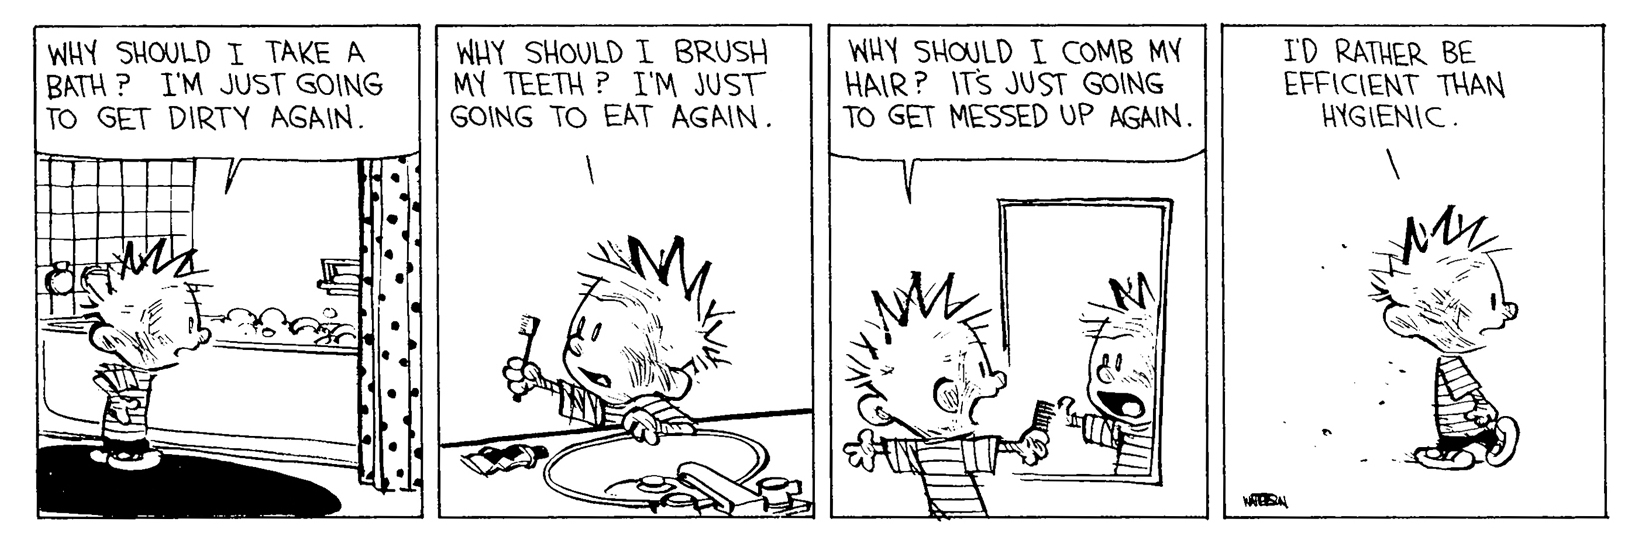 WHY SHOULD I TAKE A
BATH? I'M JUST GOING
TO GET DIRTY AGAIN.
WHY SHOULD I BRUSH
MY TEETH? I'M JUST
GOING TO EAT AGAIN.
WHY SHOULD I COMB MY
HAIR? IT'S JUST GOING
TO GET MESSED UP AGAIN.
I'D RATHER BE
EFFICIENT THAN
HYGIENIC.
WATTERSON